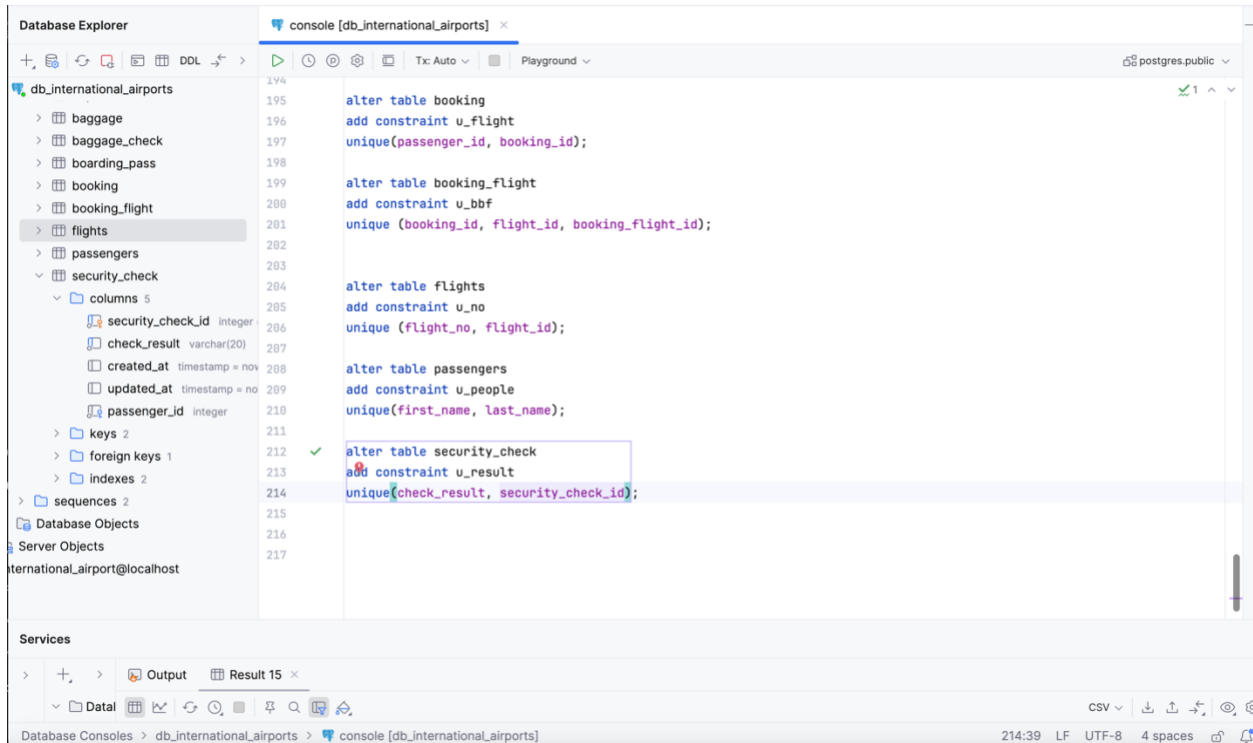 Database Explorer
console [db_international_airports]
DDL
Tx: Auto
Playground
postgres.public
db_international_airports
baggage
baggage_check
boarding_pass
booking
booking_flight
flights
passengers
security_check
columns 5
security_check_id integer
check_result varchar(20)
created_at timestamp = nov
updated_at timestamp = no
passenger_id integer
keys 2
foreign keys 1
indexes 2
sequences 2
Database Objects
Server Objects
nternational_airport@localhost
1
194
195 alter table booking
196 add constraint u_flight
197 unique(passenger_id, booking_id);
198
199 alter table booking_flight
200 add constraint u_bbf
201 unique (booking_id, flight_id, booking_flight_id);
202
203
204 alter table flights
205 add constraint u_no
206 unique (flight_no, flight_id);
207
208 alter table passengers
209 add constraint u_people
210 unique(first_name, last_name);
211
212 alter table security_check
213 add constraint u_result
214 unique(check_result, security_check_id);
215
216
217
Services
Output
Result 15
Datal
CSV
Database Consoles > db_international_airports > console [db_international_airports]
214:39 LF UTF-8 4 spaces